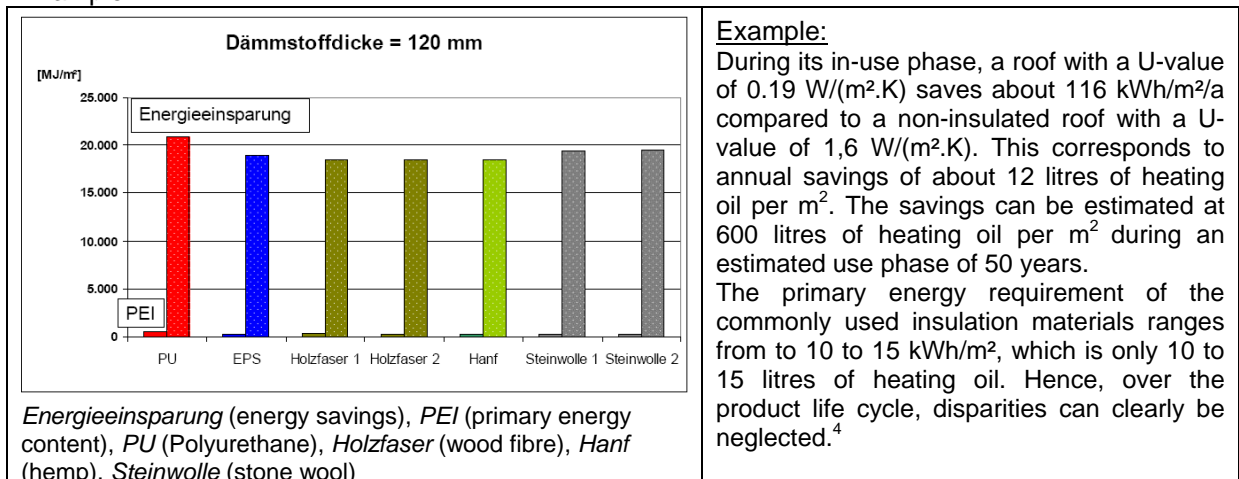 Dämmstoffdicke = 120 mm
[MJ/m²]
25.000
20.000
15.000
10.000
5.000
0
Energieeinsparung
PEI
PU EPS Holzfaser 1 Holzfaser 2 Hanf Steinwolle 1 Steinwolle 2
Energieeinsparung (energy savings), PEI (primary energy
content), PU (Polyurethane), Holzfaser (wood fibre), Hanf
(hemp), Steinwolle (stone wool)
Example:
During its in-use phase, a roof with a U-value
of 0.19 W/(m².K) saves about 116 kWh/m²/a
compared to a non-insulated roof with a U-
value of 1,6 W/(m².K). This corresponds to
annual savings of about 12 litres of heating
oil per m². The savings can be estimated at
600 litres of heating oil per m² during an
estimated use phase of 50 years.
The primary energy requirement of the
commonly used insulation materials ranges
from to 10 to 15 kWh/m², which is only 10 to
15 litres of heating oil. Hence, over the
product life cycle, disparities can clearly be
neglected.⁴